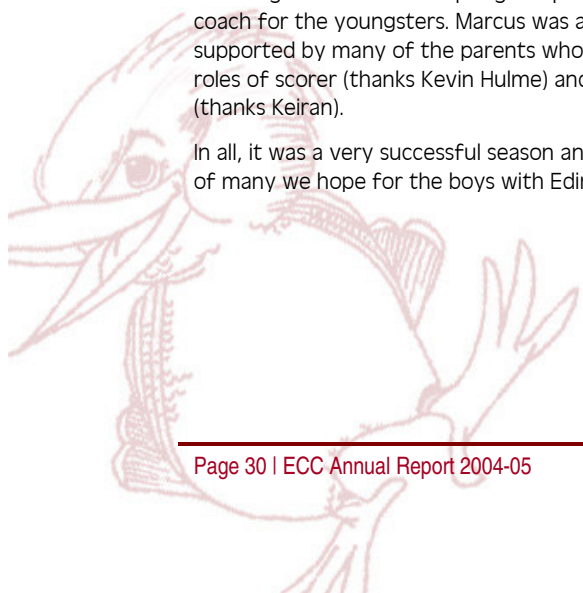 coach for the youngsters. Marcus was a
supported by many of the parents who
roles of scorer (thanks Kevin Hulme) and
(thanks Keiran).
In all, it was a very successful season an
of many we hope for the boys with Edi
Page 30 | ECC Annual Report 2004-05